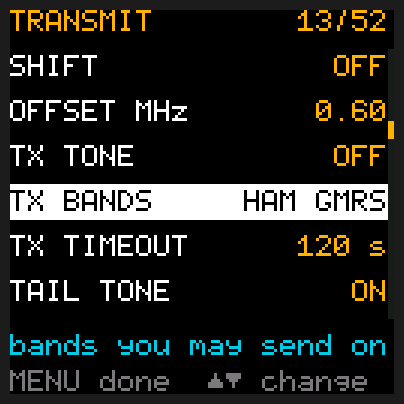 TRANSMIT 13/52
SHIFT OFF
OFFSET MHz 0.60
TX TONE OFF
TX BANDS HAM GMRS
TX TIMEOUT 120 s
TAIL TONE ON
bands you may send on
MENU done ▲▼ change